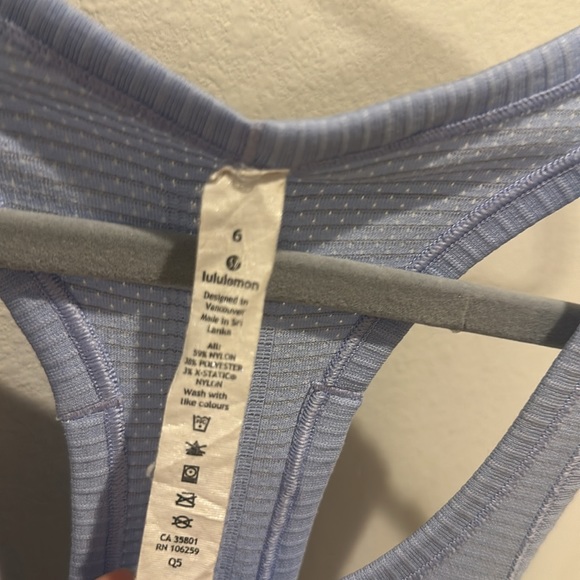 6
lululemon
Designed in
Vancouver
Made in Sri
Lanka
All:
59% NYLON
38% POLYESTER
3% X-STATIC®
NYLON
Wash with
like colours
CA 35801
RN 106259
Q5